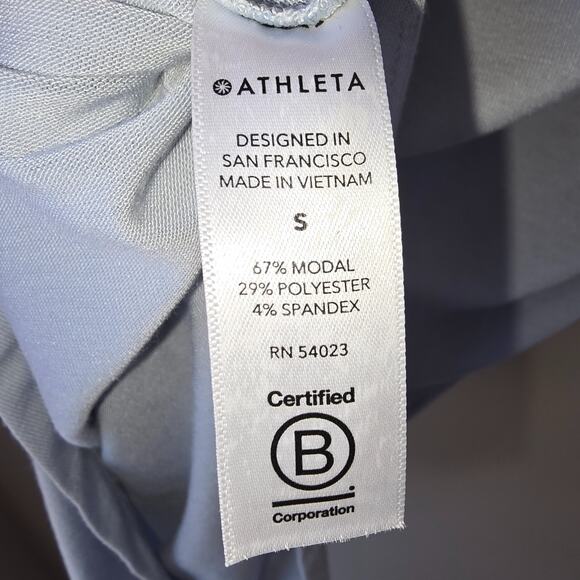 ATHLETA
DESIGNED IN
SAN FRANCISCO
MADE IN VIETNAM
S
67% MODAL
29% POLYESTER
4% SPANDEX
RN 54023
Certified
B
Corporation